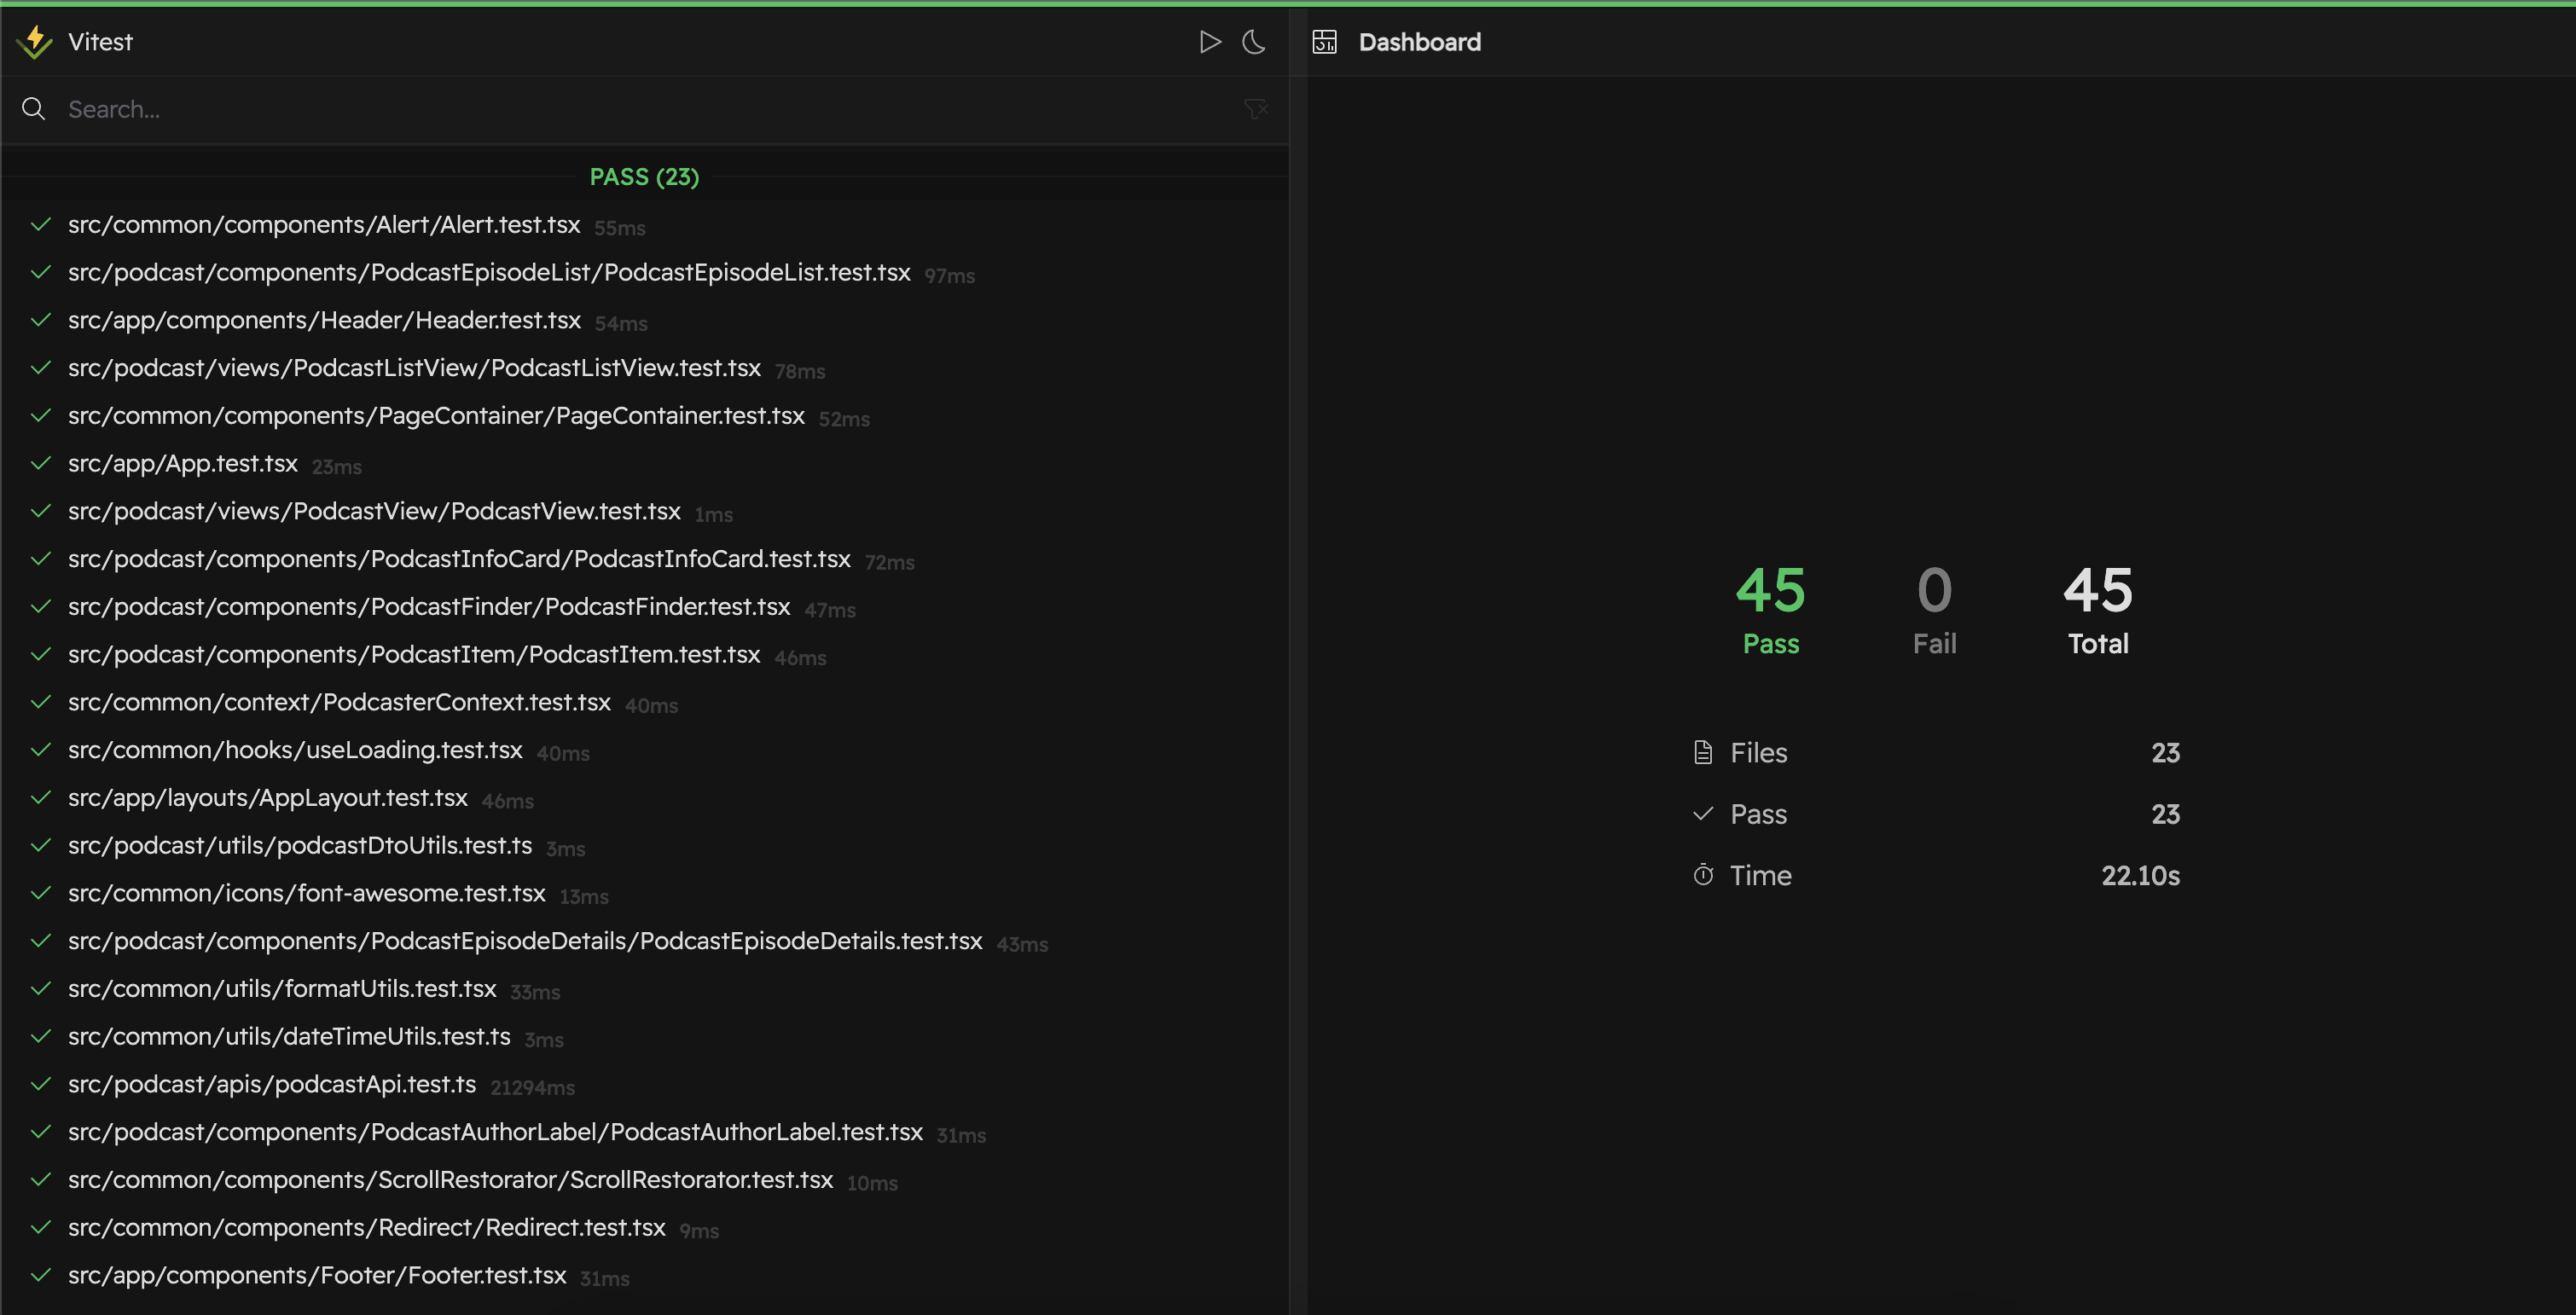 Vitest
Search...
PASS (23)
src/common/components/Alert/Alert.test.tsx 55ms
src/podcast/components/PodcastEpisodeList/PodcastEpisodeList.test.tsx 97ms
src/app/components/Header/Header.test.tsx 54ms
src/podcast/views/PodcastListView/PodcastListView.test.tsx 78ms
src/common/components/PageContainer/PageContainer.test.tsx 52ms
src/app/App.test.tsx 23ms
src/podcast/views/PodcastView/PodcastView.test.tsx 1ms
src/podcast/components/PodcastInfoCard/PodcastInfoCard.test.tsx 72ms
src/podcast/components/PodcastFinder/PodcastFinder.test.tsx 47ms
src/podcast/components/PodcastItem/PodcastItem.test.tsx 46ms
src/common/context/PodcasterContext.test.tsx 40ms
src/common/hooks/useLoading.test.tsx 40ms
src/app/layouts/AppLayout.test.tsx 46ms
src/podcast/utils/podcastDtoUtils.test.ts 3ms
src/common/icons/font-awesome.test.tsx 13ms
src/podcast/components/PodcastEpisodeDetails/PodcastEpisodeDetails.test.tsx 43ms
src/common/utils/formatUtils.test.tsx 33ms
src/common/utils/dateTimeUtils.test.ts 3ms
src/podcast/apis/podcastApi.test.ts 21294ms
src/podcast/components/PodcastAuthorLabel/PodcastAuthorLabel.test.tsx 31ms
src/common/components/ScrollRestorator/ScrollRestorator.test.tsx 10ms
src/common/components/Redirect/Redirect.test.tsx 9ms
src/app/components/Footer/Footer.test.tsx 31ms
Dashboard
45 0 45
Pass Fail Total
Files 23
Pass 23
Time 22.10s